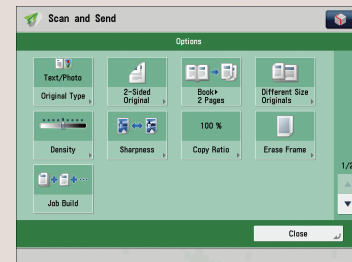 Scan and Send
Options
Text/Photo
Original Type
2-Sided
Original
Book▸
2 Pages
Different Size
Originals
Density
Sharpness
100 %
Copy Ratio
Erase Frame
Job Build
1/2
Close